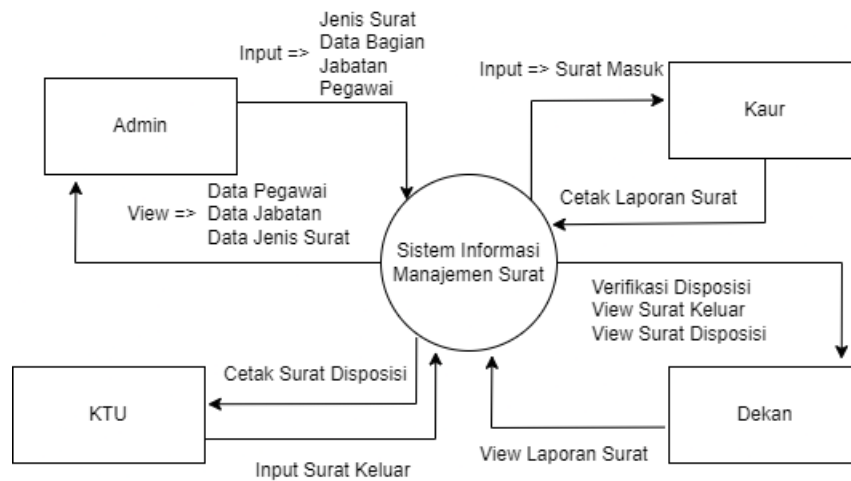 Jenis Surat
Input => Data Bagian
Jabatan
Pegawai
Input => Surat Masuk
Admin
Kaur
Data Pegawai
View => Data Jabatan
Data Jenis Surat
Cetak Laporan Surat
Sistem Informasi
Manajemen Surat
Verifikasi Disposisi
View Surat Keluar
View Surat Disposisi
Cetak Surat Disposisi
KTU
Dekan
Input Surat Keluar
View Laporan Surat